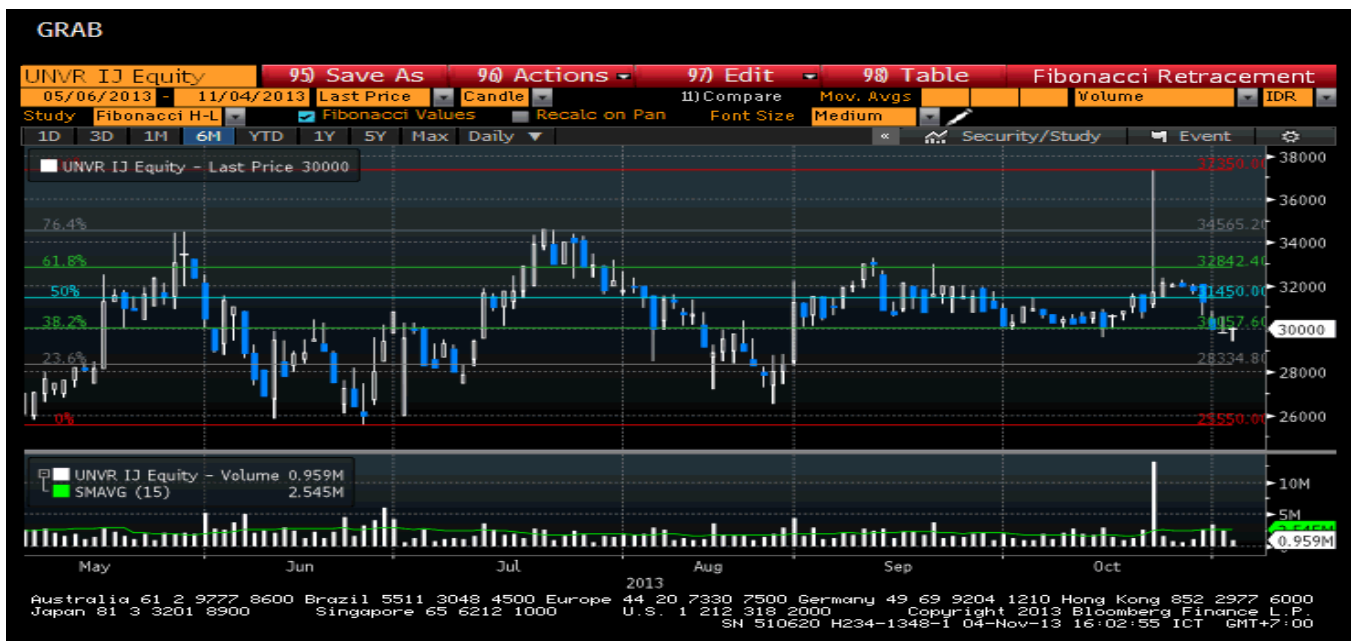 GRAB
UNVR IJ Equity 95) Save As 96) Actions 97) Edit 98) Table Fibonacci Retracement
05/06/2013 - 11/04/2013 Last Price Candle 11) Compare Mov. Avgs Volume IDR
Study Fibonacci H-L Fibonacci Values Recalc on Pan Font Size Medium
1D 3D 1M 6M YTD 1Y 5Y Max Daily ▼ « Security/Study Event
UNVR IJ Equity - Last Price 30000
37350.00
38000
36000
76.4% 34565.20
34000
61.8% 32842.40
32000
50% 31450.00
38.2% 30057.60
30000
23.6% 28334.80
28000
26000
0% 25550.00
UNVR IJ Equity - Volume 0.959M
SMAVG (15) 2.545M
10M
5M
2.545M
0.959M
May Jun Jul Aug Sep Oct
2013
Australia 61 2 9777 8600 Brazil 5511 3048 4500 Europe 44 20 7330 7500 Germany 49 69 9204 1210 Hong Kong 852 2977 6000
Japan 81 3 3201 8900 Singapore 65 6212 1000 U.S. 1 212 318 2000 Copyright 2013 Bloomberg Finance L.P.
SN 510620 H234-1348-1 04-Nov-13 16:02:55 ICT GMT+7:00